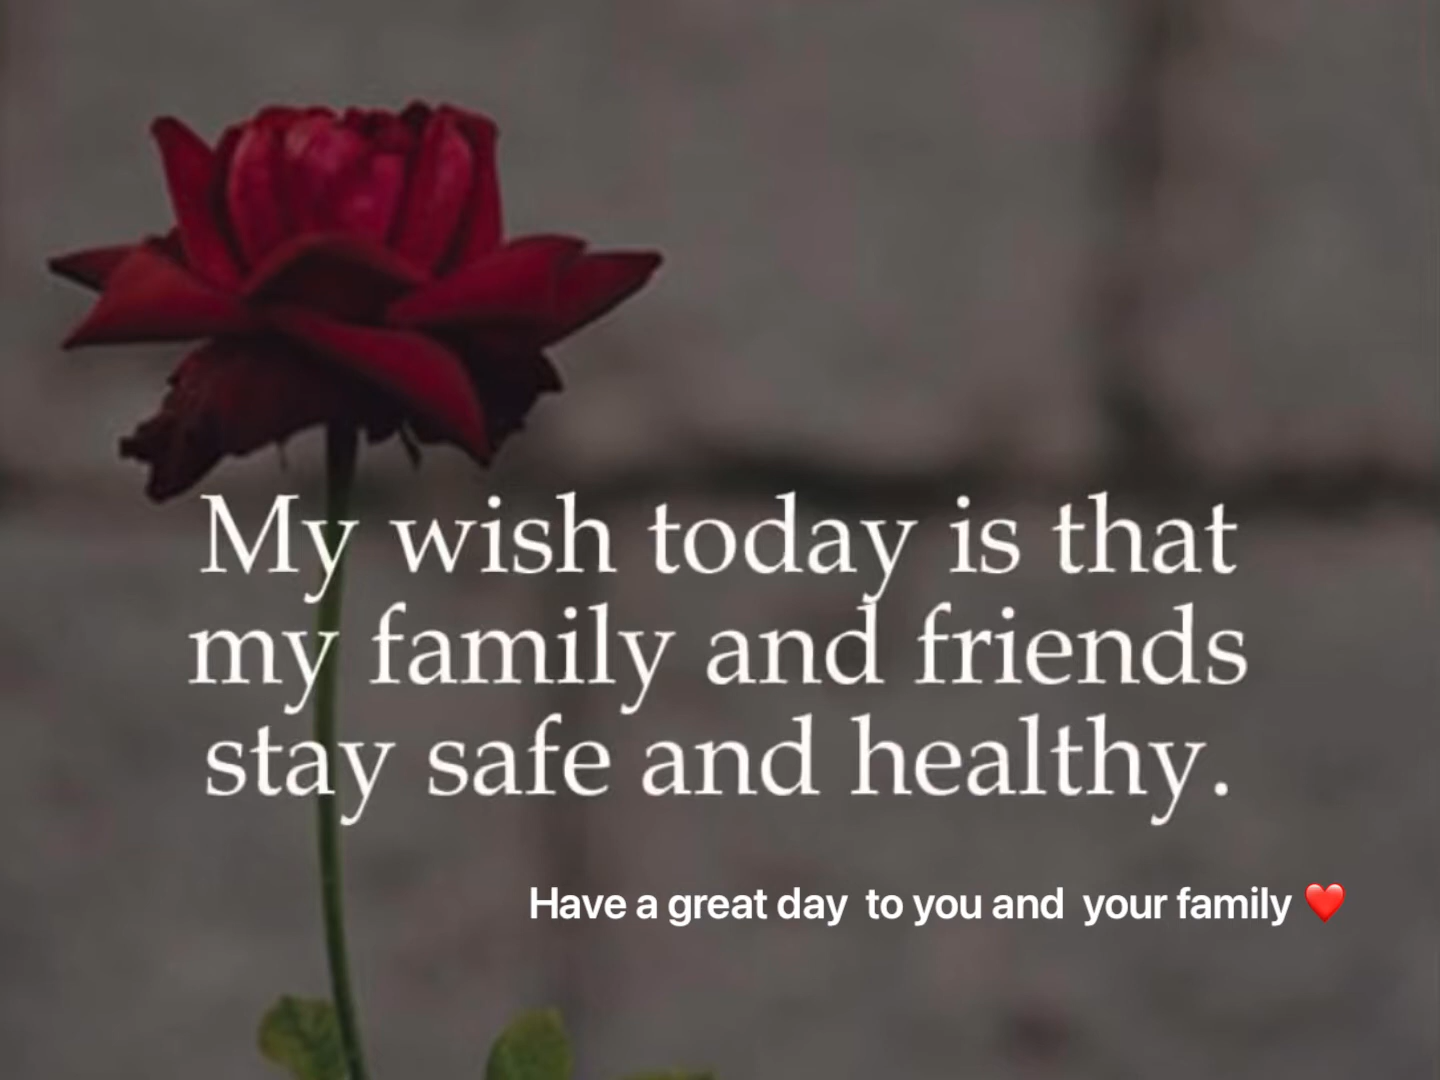 My wish today is that
my family and friends
stay safe and healthy.
Have a great day  to you and  your family ❤️